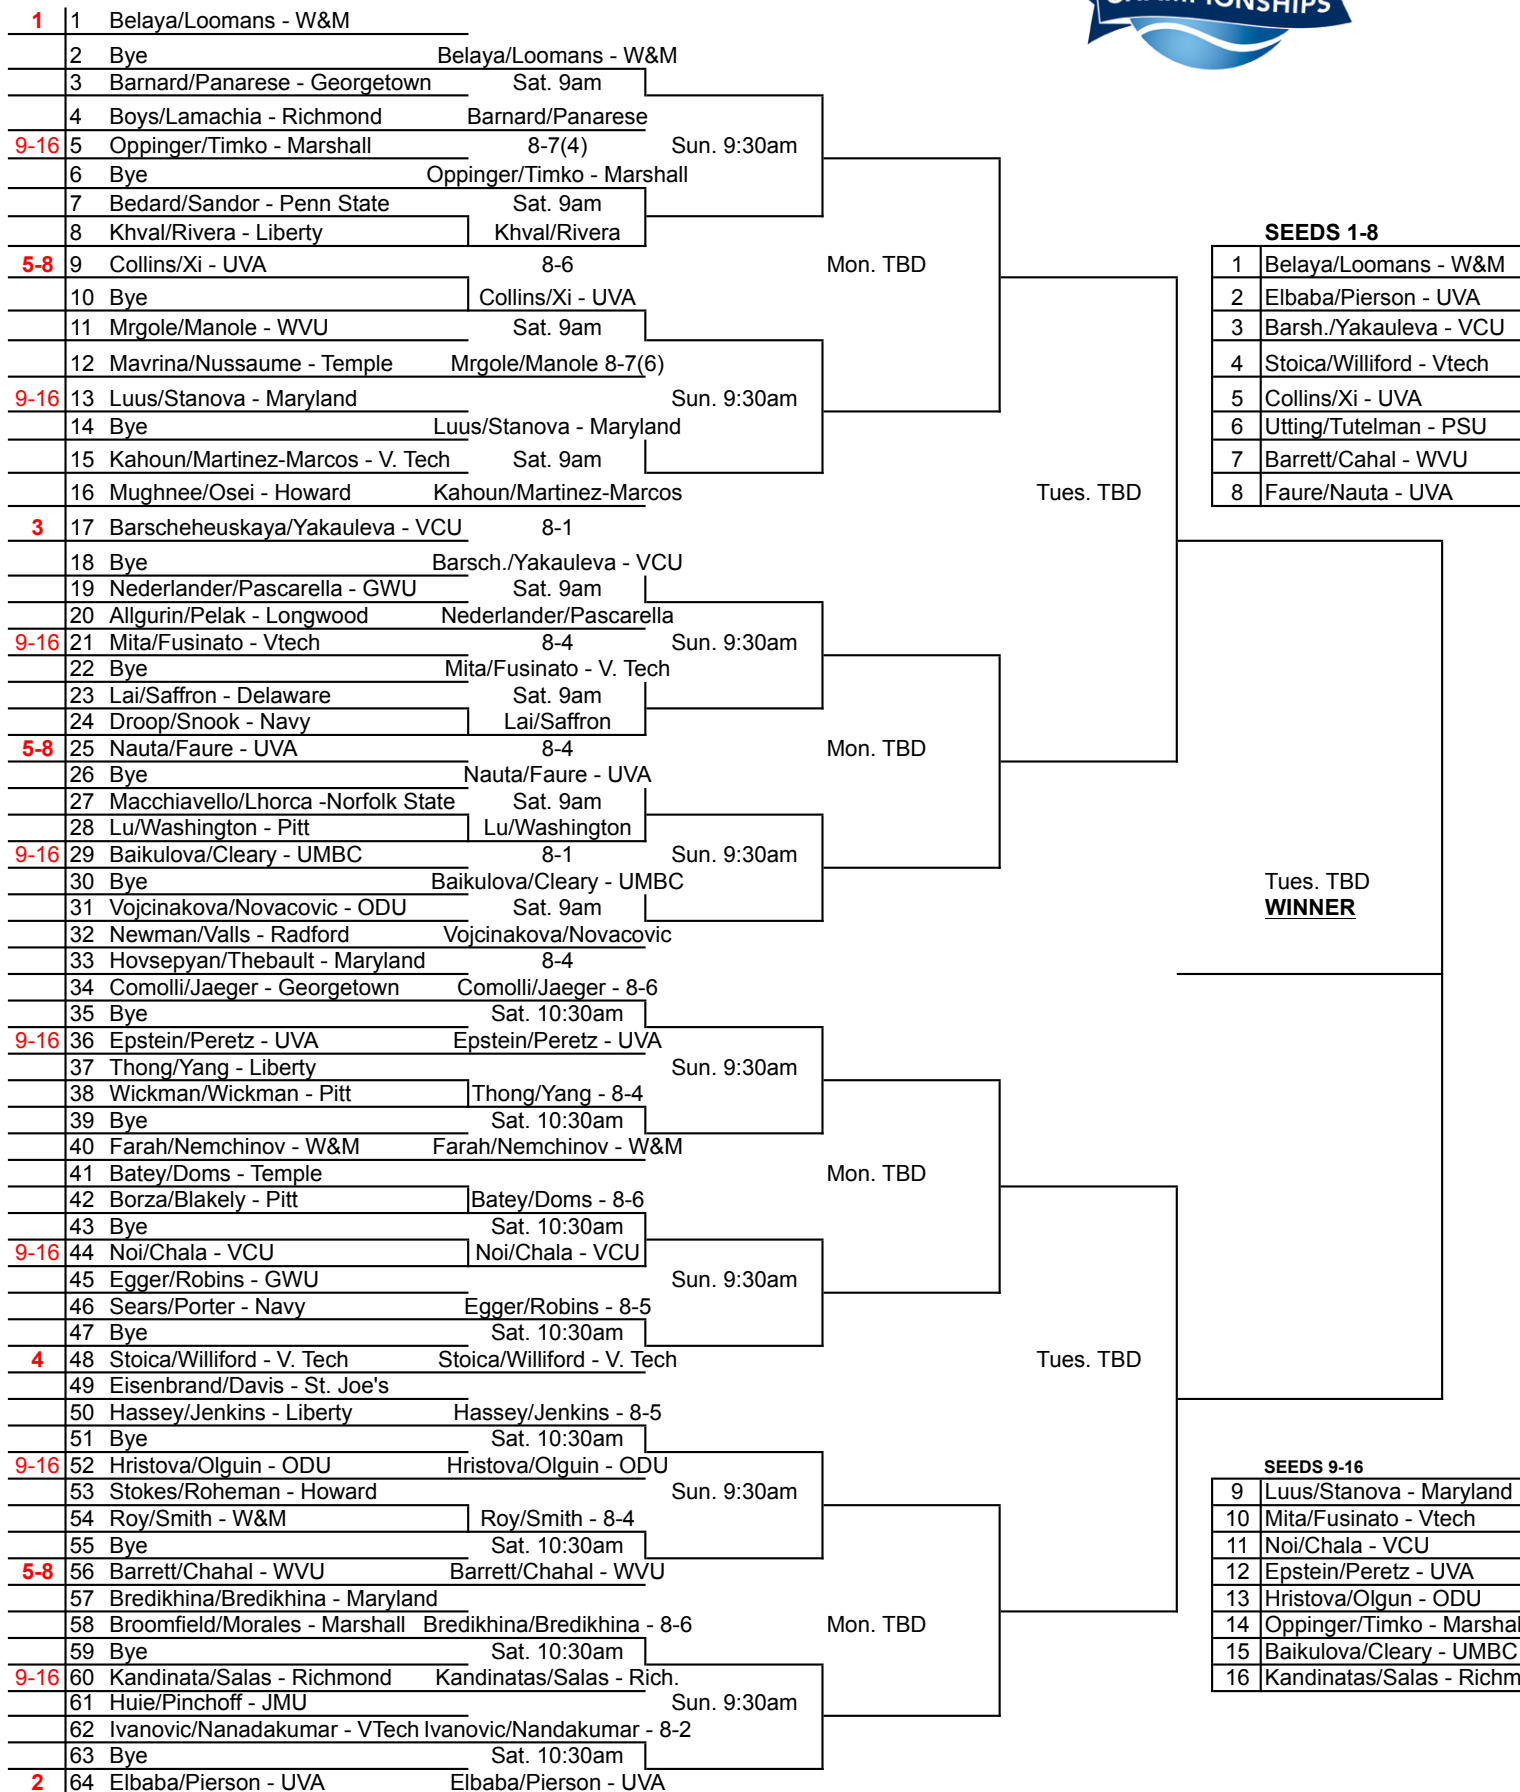 CHAMPIONSHIPS
1 1 Belaya/Loomans - W&M
2 Bye Belaya/Loomans - W&M
3 Barnard/Panarese - Georgetown Sat. 9am
4 Boys/Lamachia - Richmond Barnard/Panarese
9-16 5 Oppinger/Timko - Marshall 8-7(4) Sun. 9:30am
6 Bye Oppinger/Timko - Marshall
7 Bedard/Sandor - Penn State Sat. 9am
8 Khval/Rivera - Liberty Khval/Rivera SEEDS 1-8
5-8 9 Collins/Xi - UVA 8-6 Mon. TBD 1 Belaya/Loomans - W&M
10 Bye Collins/Xi - UVA 2 Elbaba/Pierson - UVA
11 Mrgole/Manole - WVU Sat. 9am 3 Barsh./Yakauleva - VCU
12 Mavrina/Nussaume - Temple Mrgole/Manole 8-7(6) 4 Stoica/Williford - Vtech
9-16 13 Luus/Stanova - Maryland Sun. 9:30am 5 Collins/Xi - UVA
14 Bye Luus/Stanova - Maryland 6 Utting/Tutelman - PSU
15 Kahoun/Martinez-Marcos - V. Tech Sat. 9am 7 Barrett/Cahal - WVU
16 Mughnee/Osei - Howard Kahoun/Martinez-Marcos Tues. TBD 8 Faure/Nauta - UVA
3 17 Barscheheuskaya/Yakauleva - VCU 8-1
18 Bye Barsch./Yakauleva - VCU
19 Nederlander/Pascarella - GWU Sat. 9am
20 Allgurin/Pelak - Longwood Nederlander/Pascarella
9-16 21 Mita/Fusinato - Vtech 8-4 Sun. 9:30am
22 Bye Mita/Fusinato - V. Tech
23 Lai/Saffron - Delaware Sat. 9am
24 Droop/Snook - Navy Lai/Saffron
5-8 25 Nauta/Faure - UVA 8-4 Mon. TBD
26 Bye Nauta/Faure - UVA
27 Macchiavello/Lhorca -Norfolk State Sat. 9am
28 Lu/Washington - Pitt Lu/Washington
9-16 29 Baikulova/Cleary - UMBC 8-1 Sun. 9:30am
30 Bye Baikulova/Cleary - UMBC Tues. TBD
31 Vojcinakova/Novacovic - ODU Sat. 9am WINNER
32 Newman/Valls - Radford Vojcinakova/Novacovic
33 Hovsepyan/Thebault - Maryland 8-4
34 Comolli/Jaeger - Georgetown Comolli/Jaeger - 8-6
35 Bye Sat. 10:30am
9-16 36 Epstein/Peretz - UVA Epstein/Peretz - UVA
37 Thong/Yang - Liberty Sun. 9:30am
38 Wickman/Wickman - Pitt Thong/Yang - 8-4
39 Bye Sat. 10:30am
40 Farah/Nemchinov - W&M Farah/Nemchinov - W&M
41 Batey/Doms - Temple Mon. TBD
42 Borza/Blakely - Pitt Batey/Doms - 8-6
43 Bye Sat. 10:30am
9-16 44 Noi/Chala - VCU Noi/Chala - VCU
45 Egger/Robins - GWU Sun. 9:30am
46 Sears/Porter - Navy Egger/Robins - 8-5
47 Bye Sat. 10:30am
4 48 Stoica/Williford - V. Tech Stoica/Williford - V. Tech Tues. TBD
49 Eisenbrand/Davis - St. Joe's
50 Hassey/Jenkins - Liberty Hassey/Jenkins - 8-5
51 Bye Sat. 10:30am
9-16 52 Hristova/Olguin - ODU Hristova/Olguin - ODU SEEDS 9-16
53 Stokes/Roheman - Howard Sun. 9:30am 9 Luus/Stanova - Maryland
54 Roy/Smith - W&M Roy/Smith - 8-4 10 Mita/Fusinato - Vtech
55 Bye Sat. 10:30am 11 Noi/Chala - VCU
5-8 56 Barrett/Chahal - WVU Barrett/Chahal - WVU 12 Epstein/Peretz - UVA
57 Bredikhina/Bredikhina - Maryland 13 Hristova/Olgun - ODU
58 Broomfield/Morales - Marshall Bredikhina/Bredikhina - 8-6 Mon. TBD 14 Oppinger/Timko - Marshal
59 Bye Sat. 10:30am 15 Baikulova/Cleary - UMBC
9-16 60 Kandinata/Salas - Richmond Kandinatas/Salas - Rich. 16 Kandinatas/Salas - Richm
61 Huie/Pinchoff - JMU Sun. 9:30am
62 Ivanovic/Nanadakumar - VTech Ivanovic/Nandakumar - 8-2
63 Bye Sat. 10:30am
2 64 Elbaba/Pierson - UVA Elbaba/Pierson - UVA